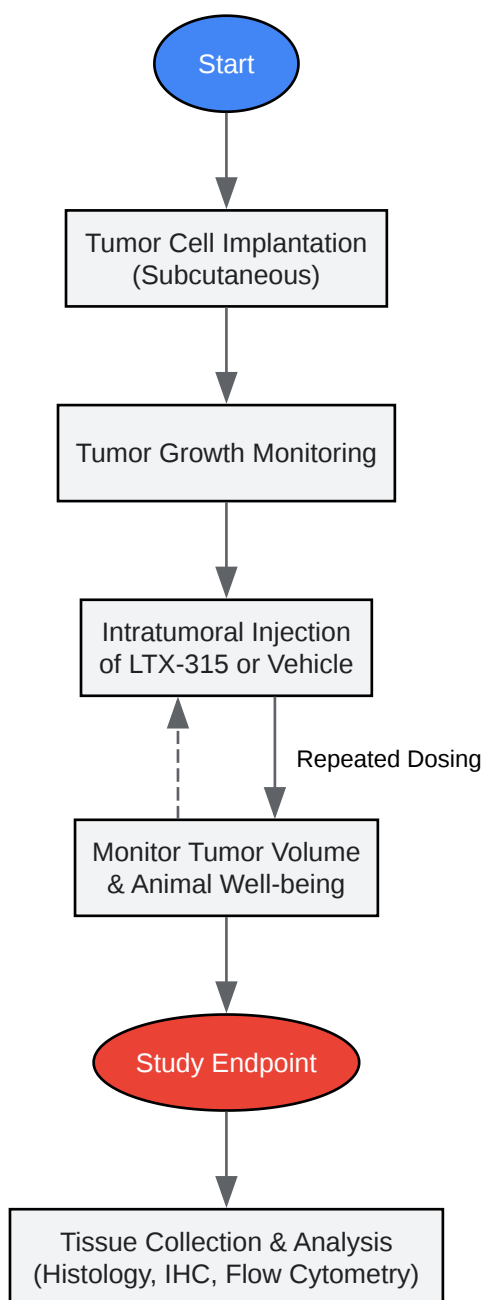 Start
Tumor Cell Implantation
(Subcutaneous)
Tumor Growth Monitoring
Intratumoral Injection
of LTX-315 or Vehicle
Repeated Dosing
Monitor Tumor Volume
& Animal Well-being
Study Endpoint
Tissue Collection & Analysis
(Histology, IHC, Flow Cytometry)